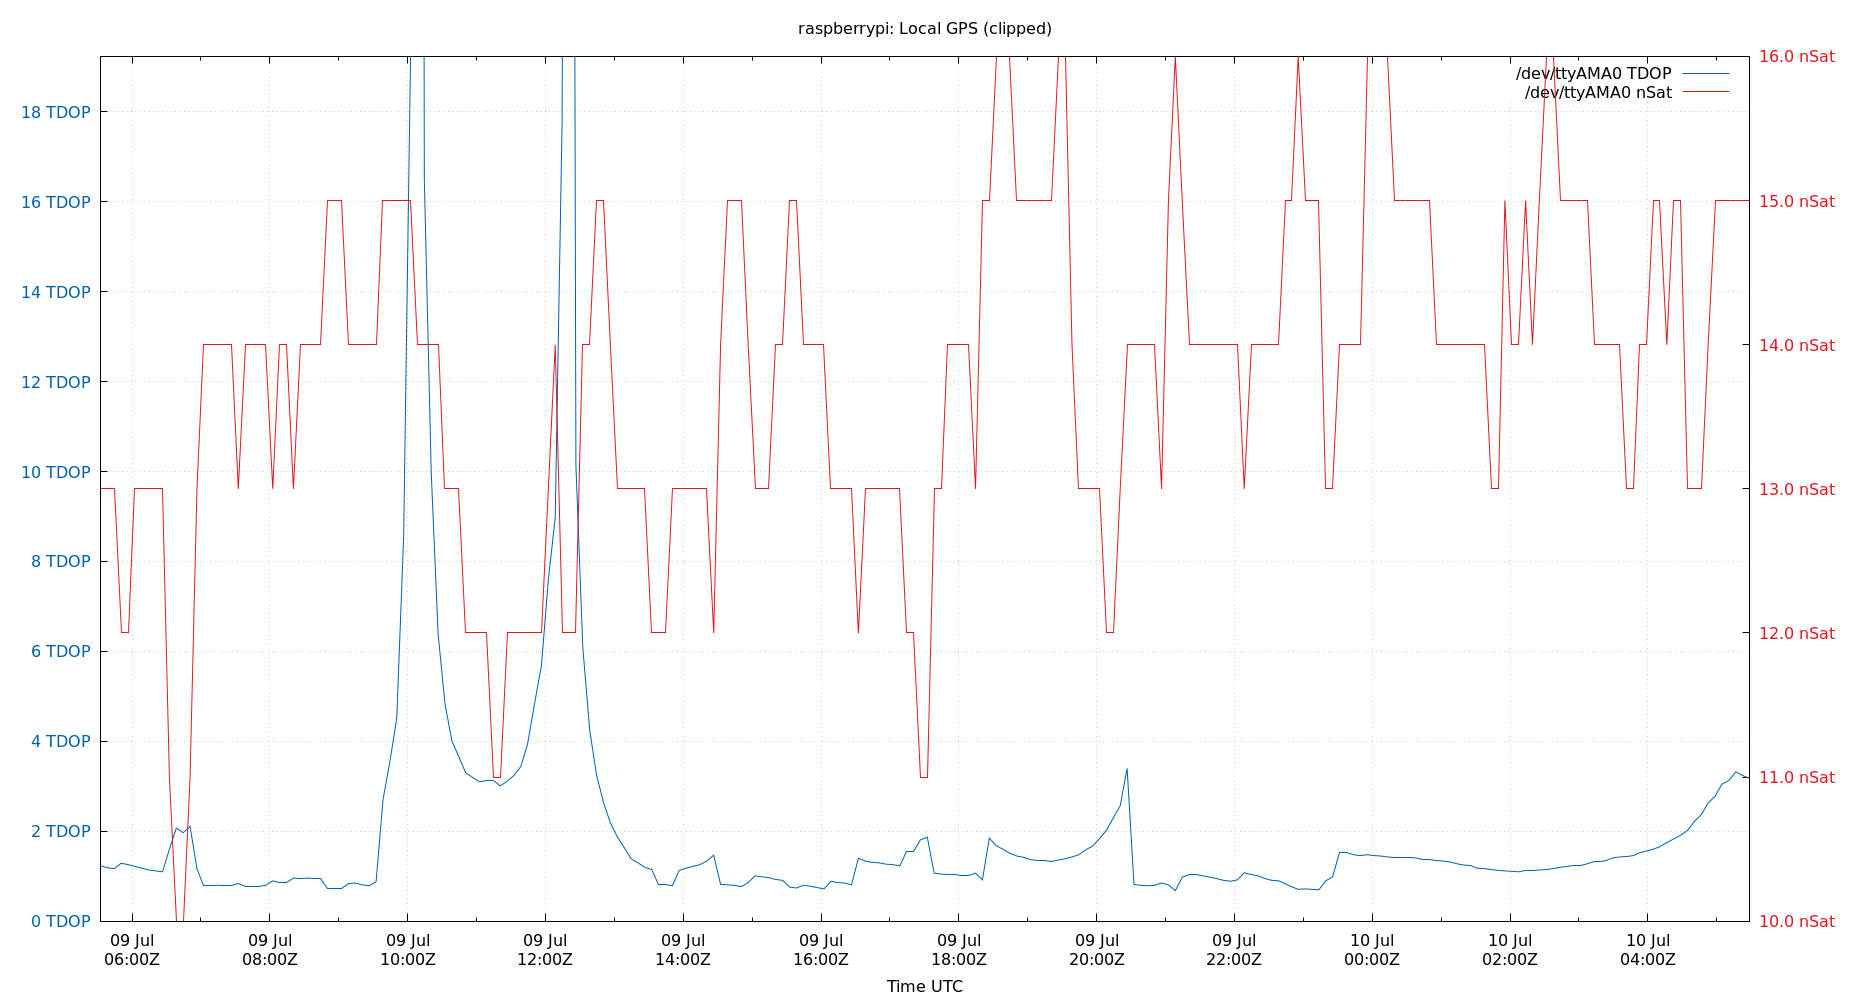 raspberrypi: Local GPS (clipped)
/dev/ttyAMA0 TDOP
/dev/ttyAMA0 nSat
18 TDOP
16 TDOP
14 TDOP
12 TDOP
10 TDOP
8 TDOP
6 TDOP
4 TDOP
2 TDOP
0 TDOP
16.0 nSat
15.0 nSat
14.0 nSat
13.0 nSat
12.0 nSat
11.0 nSat
10.0 nSat
09 Jul
06:00Z
09 Jul
08:00Z
09 Jul
10:00Z
09 Jul
12:00Z
09 Jul
14:00Z
09 Jul
16:00Z
09 Jul
18:00Z
09 Jul
20:00Z
09 Jul
22:00Z
10 Jul
00:00Z
10 Jul
02:00Z
10 Jul
04:00Z
Time UTC